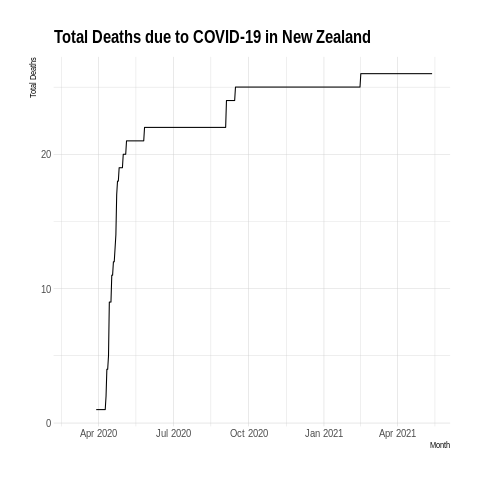 Total Deaths due to COVID-19 in New Zealand
Total Deaths
20
10
0
Apr 2020 Jul 2020 Oct 2020 Jan 2021 Apr 2021
Month